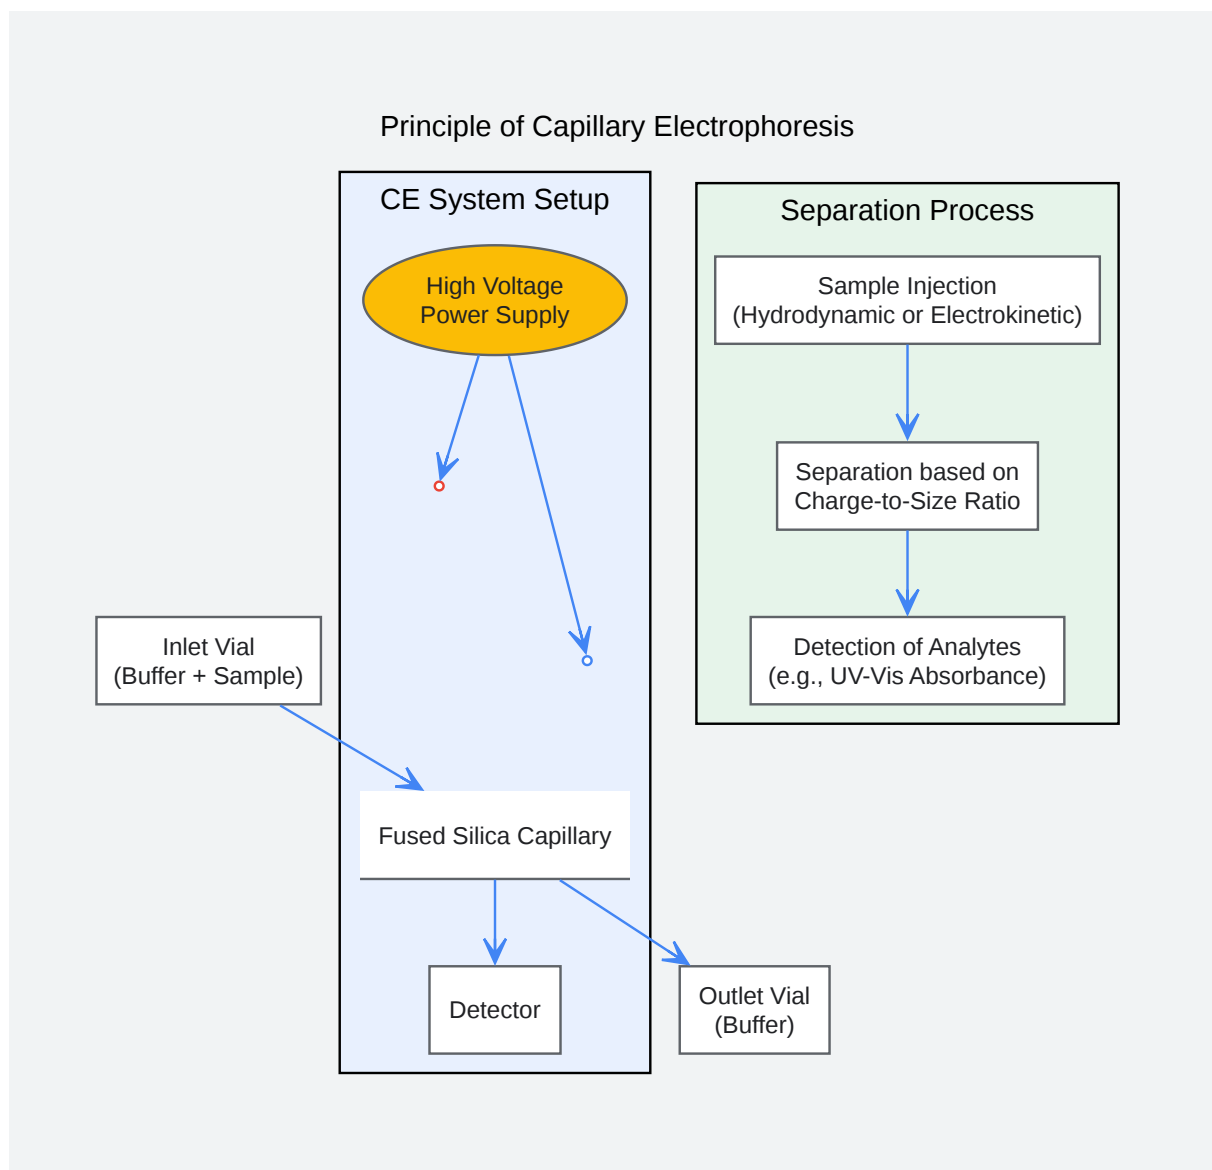 Principle of Capillary Electrophoresis
CE System Setup
High Voltage
Power Supply
Inlet Vial
(Buffer + Sample)
Fused Silica Capillary
Detector
Outlet Vial
(Buffer)
Separation Process
Sample Injection
(Hydrodynamic or Electrokinetic)
Separation based on
Charge-to-Size Ratio
Detection of Analytes
(e.g., UV-Vis Absorbance)